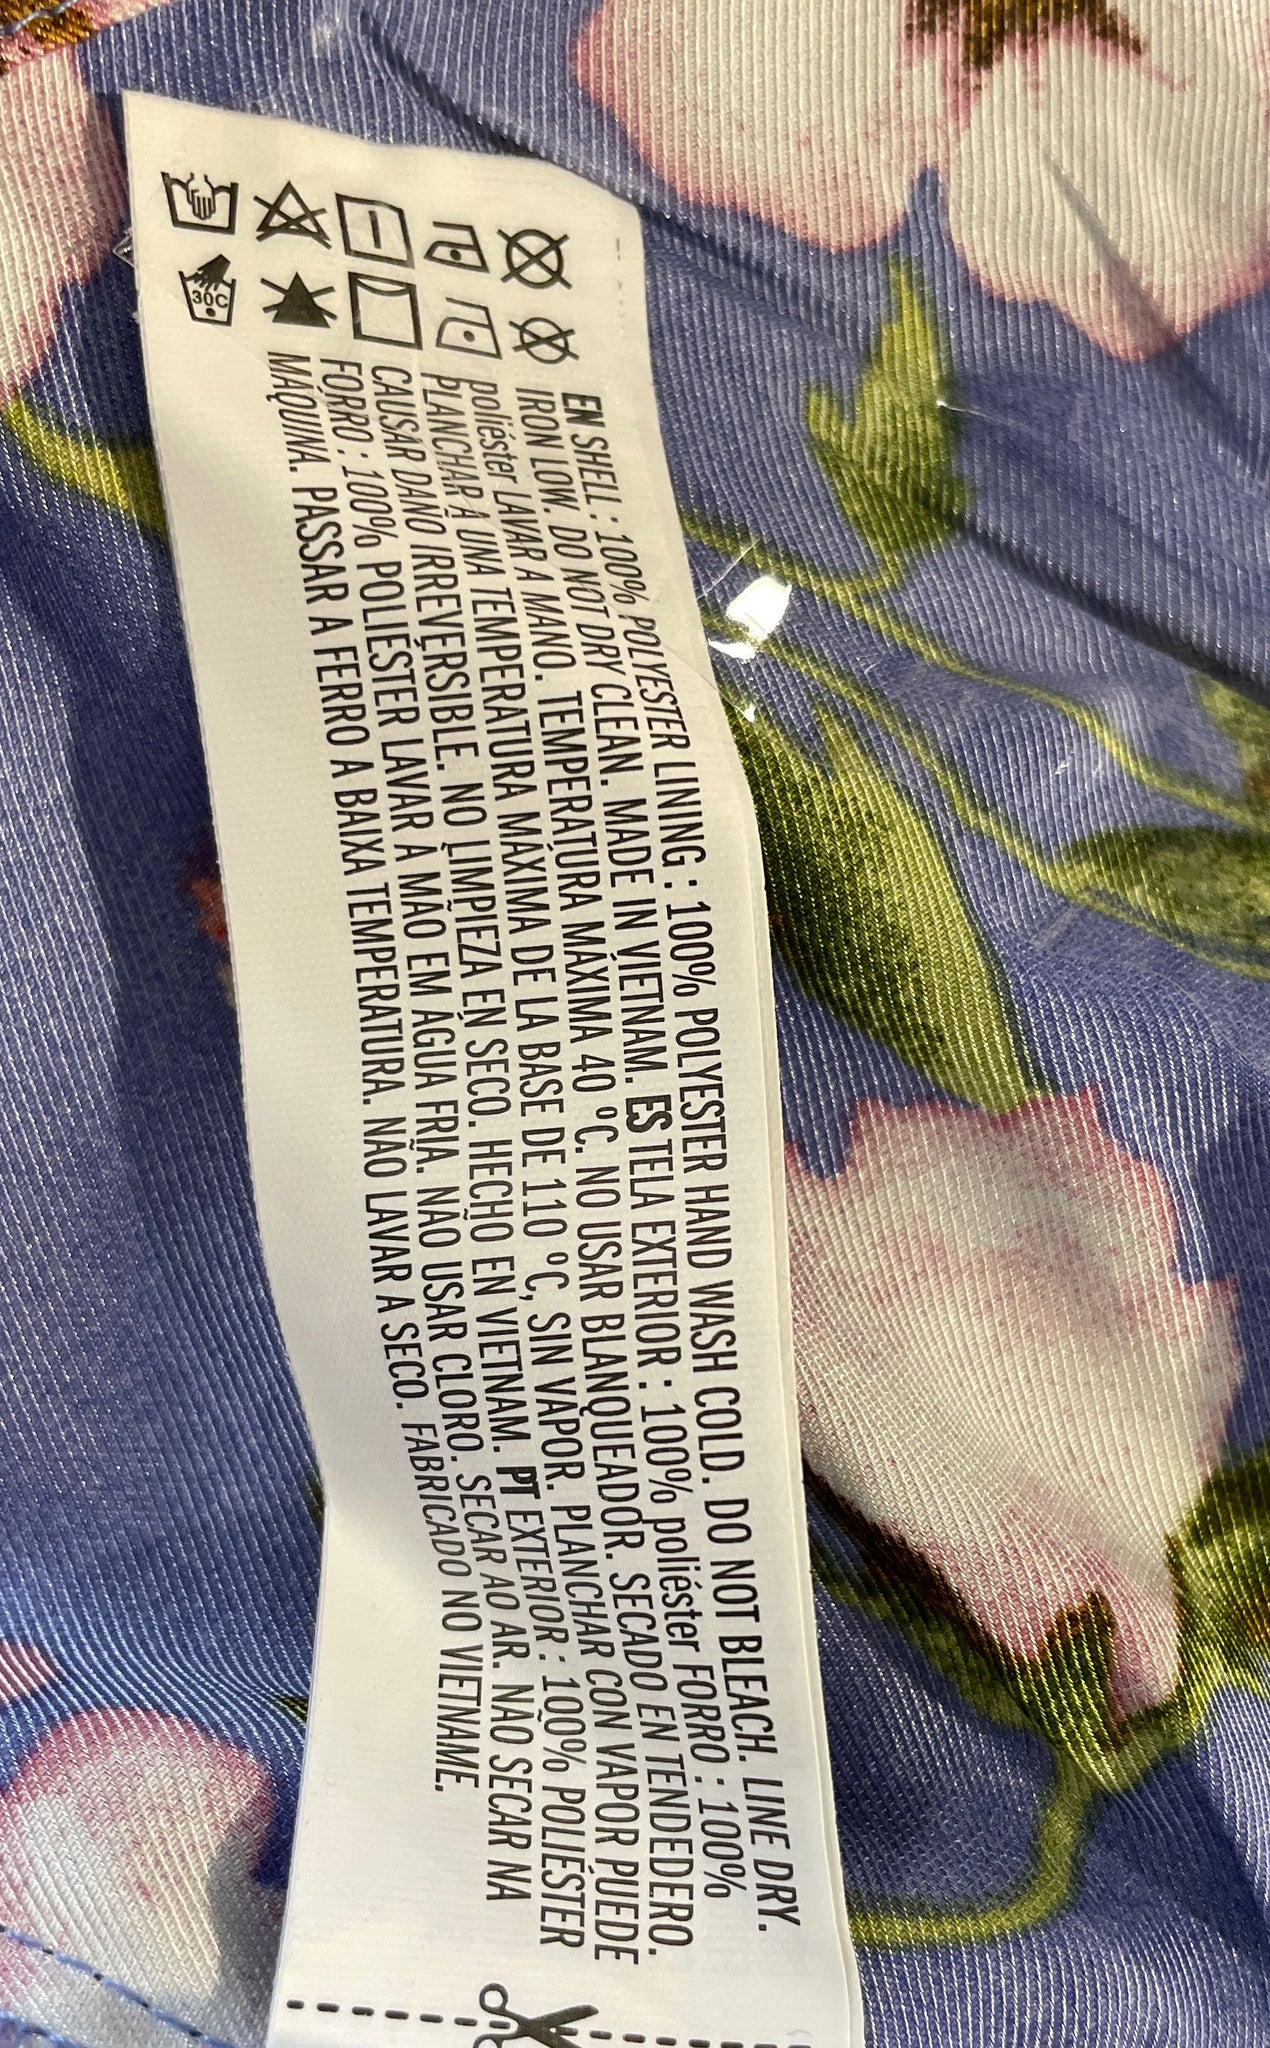 30C
EN SHELL : 100% POLYESTER LINING : 100% POLYESTER HAND WASH COLD. DO NOT BLEACH. LINE DRY.
IRON LOW. DO NOT DRY CLEAN. MADE IN VIETNAM. ES TELA EXTERIOR : 100% poliéster FORRO : 100%
poliéster LAVAR A MANO. TEMPERATURA MÁXIMA 40 ºC. NO USAR BLANQUEADOR. SECADO EN TENDEDERO.
PLANCHAR A UNA TEMPERATURA MÁXIMA DE LA BASE DE 110 ºC, SIN VAPOR. PLANCHAR CON VAPOR PUEDE
CAUSAR DAÑO IRREVERSIBLE. NO LIMPIEZA EN SECO. HECHO EN VIETNAM. PT EXTERIOR : 100% POLIÉSTER
FORRO : 100% POLIÉSTER LAVAR A MÃO EM ÁGUA FRIA. NÃO USAR CLORO. SECAR AO AR. NÃO SECAR NA
MÁQUINA. PASSAR A FERRO A BAIXA TEMPERATURA. NÃO LAVAR A SECO. FABRICADO NO VIETNAME.